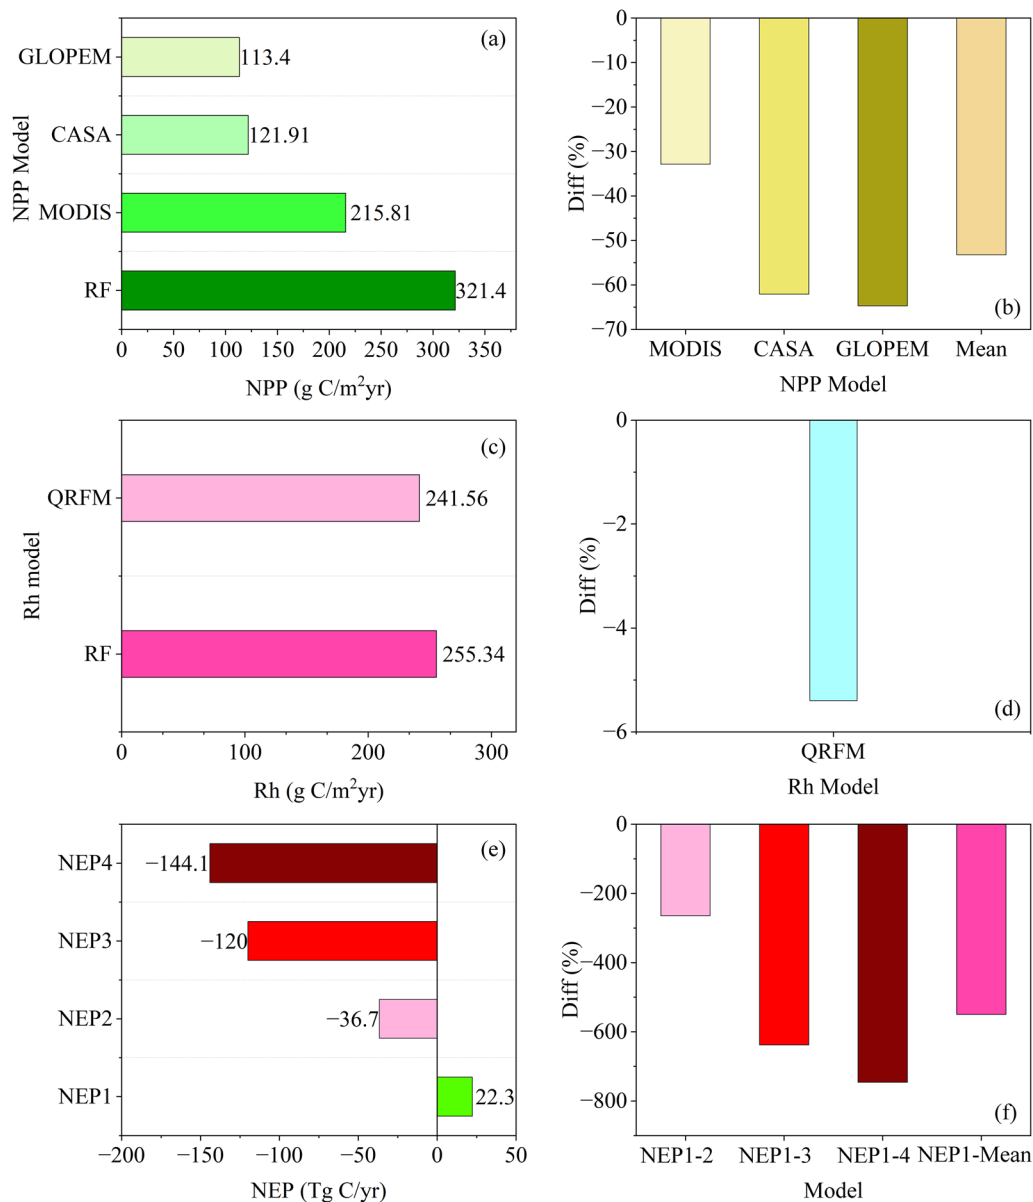 (a)
NPP Model
GLOPEM
113.4
CASA
121.91
MODIS
215.81
RF
321.4
0 50 100 150 200 250 300 350
NPP (g C/m²yr)
(b)
Diff (%)
0
−10
−20
−30
−40
−50
−60
−70
MODIS CASA GLOPEM Mean
NPP Model
(c)
Rh model
QRFM
241.56
RF
255.34
0 100 200 300
Rh (g C/m²yr)
(d)
Diff (%)
0
−2
−4
−6
QRFM
Rh Model
(e)
NEP4
−144.1
NEP3
−120
NEP2
−36.7
NEP1
22.3
−200 −150 −100 −50 0 50
NEP (Tg C/yr)
(f)
Diff (%)
0
−200
−400
−600
−800
NEP1-2 NEP1-3 NEP1-4 NEP1-Mean
Model